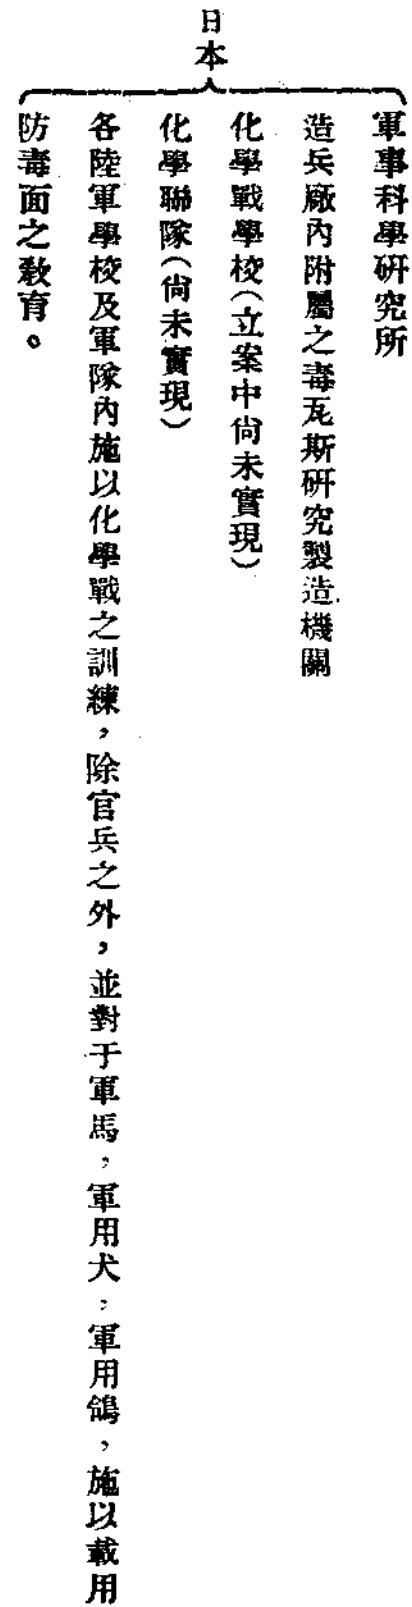 日本
軍事科學研究所
造兵廠內附屬之毒瓦斯研究製造機關
化學戰學校(立案中尙未實現)
化學聯隊(尙未實現)
各陸軍學校及軍隊內施以化學戰之訓練，除官兵之外，並對于軍馬，軍用犬，軍用鴿，施以載用
防毒面之敎育。